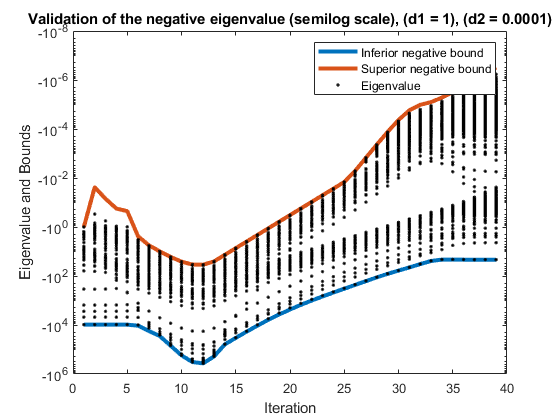 Validation of the negative eigenvalue (semilog scale), (d1 = 1), (d2 = 0.0001)
-10^-8
Inferior negative bound
Superior negative bound
Eigenvalue
-10^-6
-10^-4
-10^-2
-10^0
-10^2
-10^4
-10^6
Eigenvalue and Bounds
0 5 10 15 20 25 30 35 40
Iteration